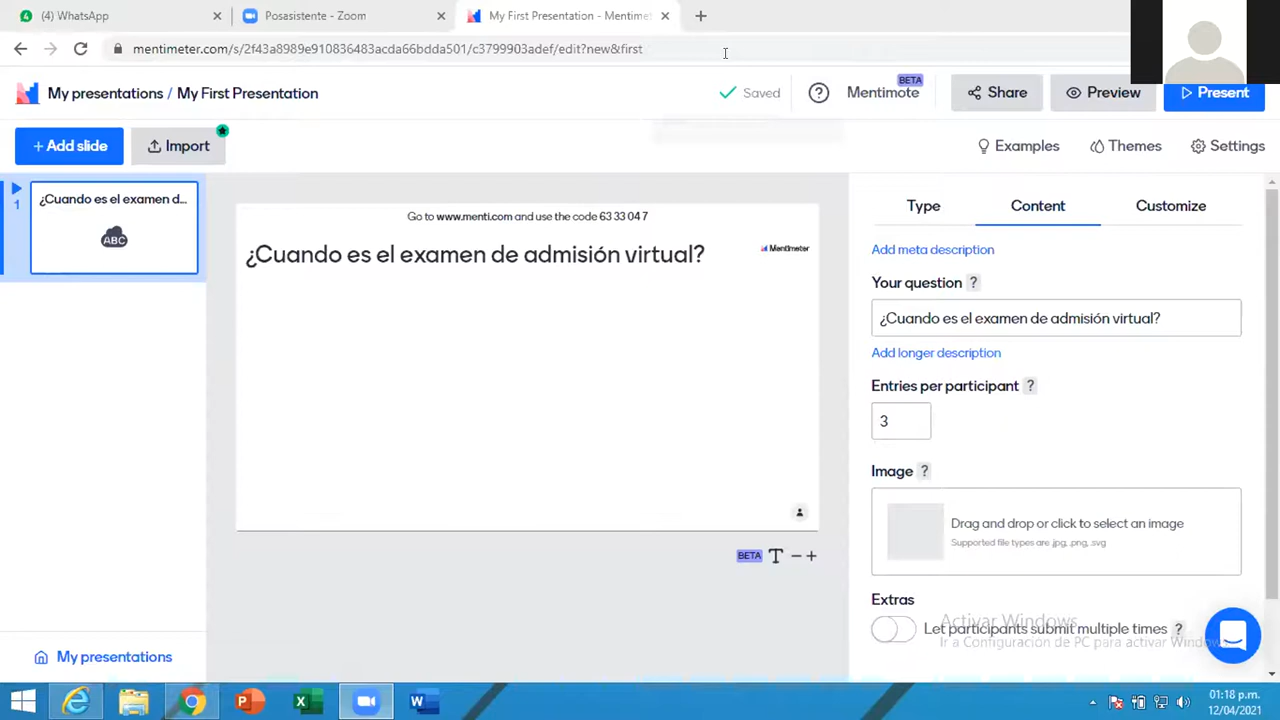 (4) WhatsApp
Posasistente - Zoom
My First Presentation - Mentime
mentimeter.com/s/2f43a8989e910836483acda66bdda501/c3799903adef/edit?new&first
My presentations / My First Presentation
Saved
?
Mentimote
BETA
Share
Preview
Present
+ Add slide
Import
Examples
Themes
Settings
1
¿Cuando es el examen d...
ABC
Go to www.menti.com and use the code 63 33 04 7
¿Cuando es el examen de admisión virtual?
Mentimeter
BETA T − +
Type
Content
Customize
Add meta description
Your question ?
¿Cuando es el examen de admisión virtual?
Add longer description
Entries per participant ?
3
Image ?
Drag and drop or click to select an image
Supported file types are .jpg, .png, .svg
Extras
Let participants submit multiple times ?
Activar Windows
Ir a Configuración de PC para activar Windows
My presentations
01:18 p.m.
12/04/2021